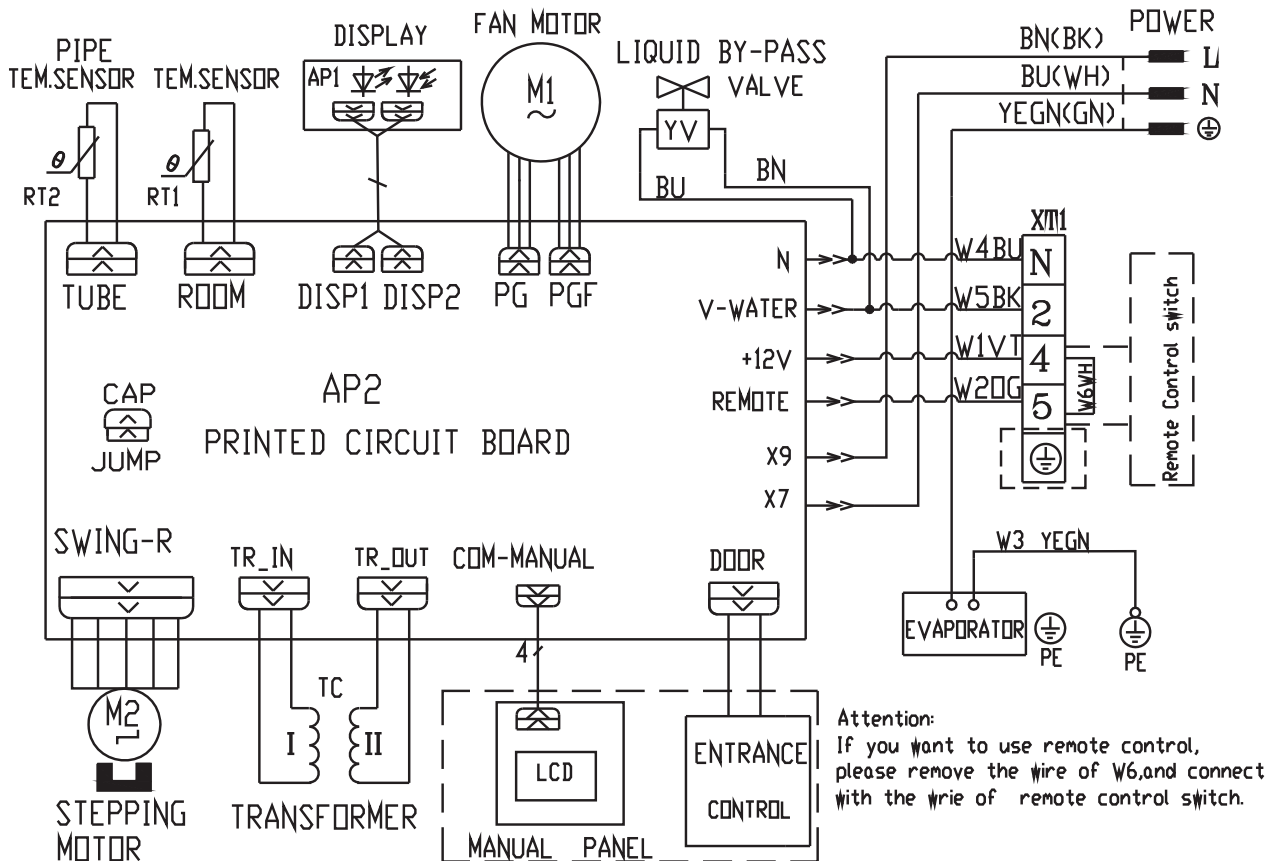 PIPE
TEM.SENSOR
TEM.SENSOR
DISPLAY
FAN MOTOR
LIQUID BY-PASS
VALVE
POWER
BN(BK)
L
BU(WH)
N
YEGN(GN)
AP1
M1
YV
BN
BU
θ
RT2
θ
RT1
TUBE
ROOM
DISP1
DISP2
PG
PGF
N
V-WATER
+12V
REMOTE
X9
X7
W4BU
W5BK
W1VT
W2OG
XT1
N
2
4
5
W6WH
Remote Control switch
CAP
JUMP
AP2
PRINTED CIRCUIT BOARD
SWING-R
TR_IN
TR_OUT
COM-MANUAL
DOOR
W3 YEGN
EVAPORATOR
PE
PE
4
M2
TC
I
II
STEPPING
MOTOR
TRANSFORMER
LCD
MANUAL PANEL
ENTRANCE
CONTROL
Attention:
If you want to use remote control,
please remove the wire of W6,and connect
with the wrie of remote control switch.